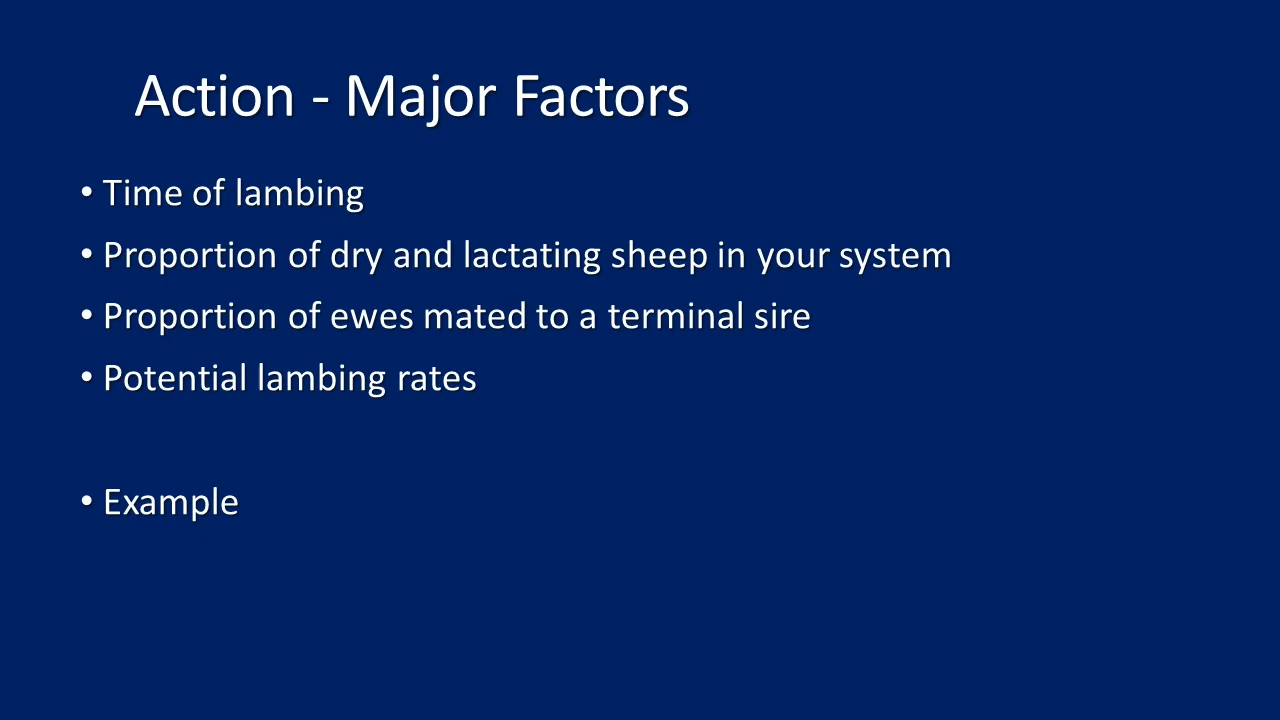 Action - Major Factors
• Time of lambing
• Proportion of dry and lactating sheep in your system
• Proportion of ewes mated to a terminal sire
• Potential lambing rates
• Example